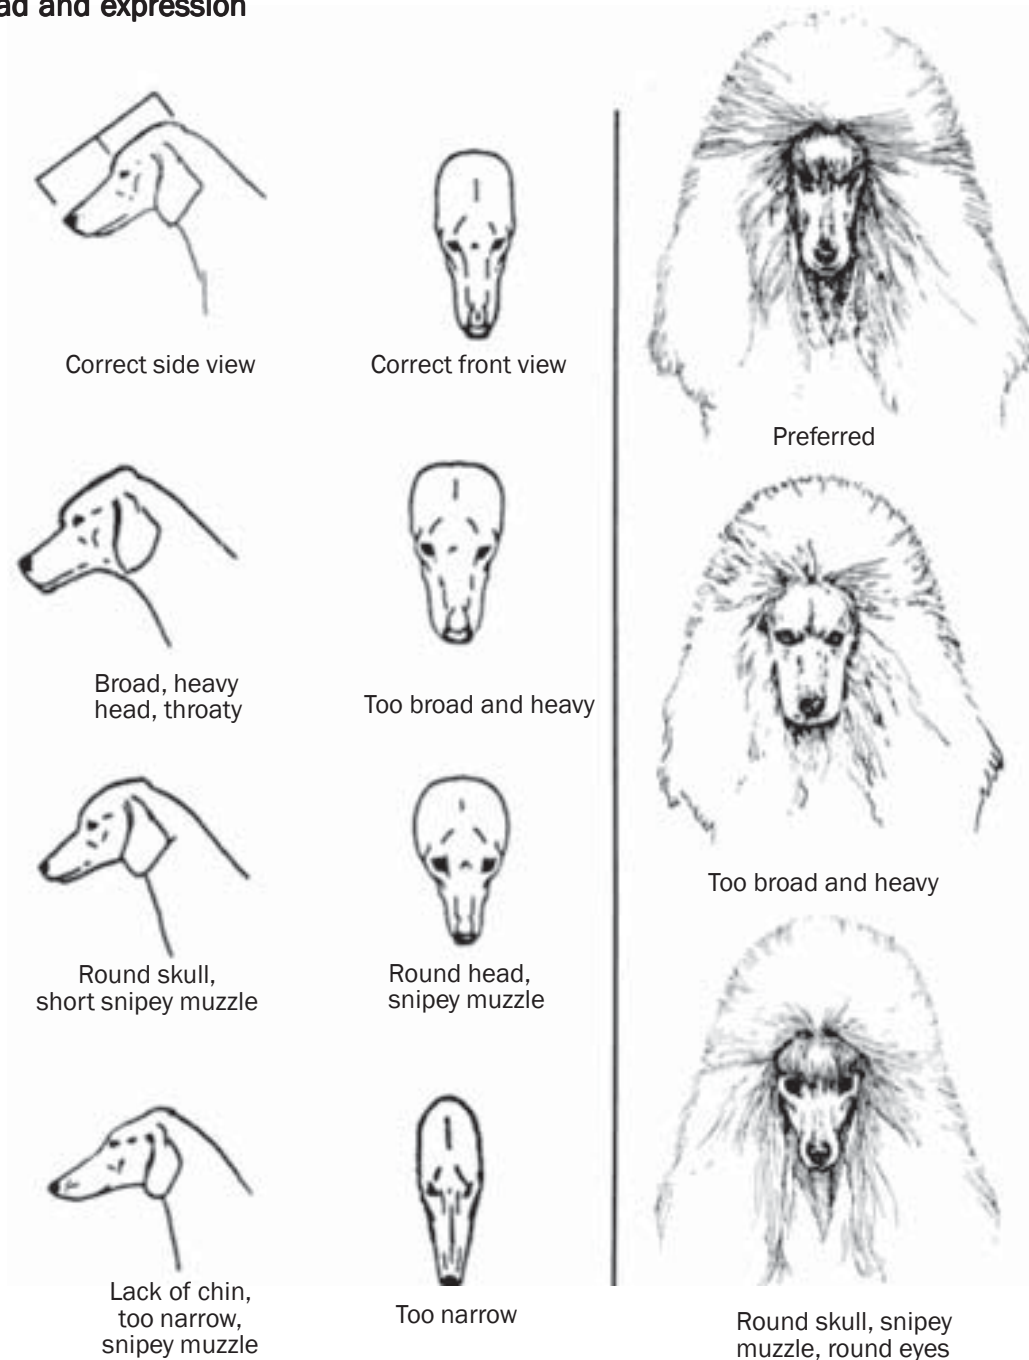 ad and expression
Correct side view
Correct front view
Preferred
Broad, heavy
head, throaty
Too broad and heavy
Too broad and heavy
Round skull,
short snipey muzzle
Round head,
snipey muzzle
Lack of chin,
too narrow,
snipey muzzle
Too narrow
Round skull, snipey
muzzle, round eyes